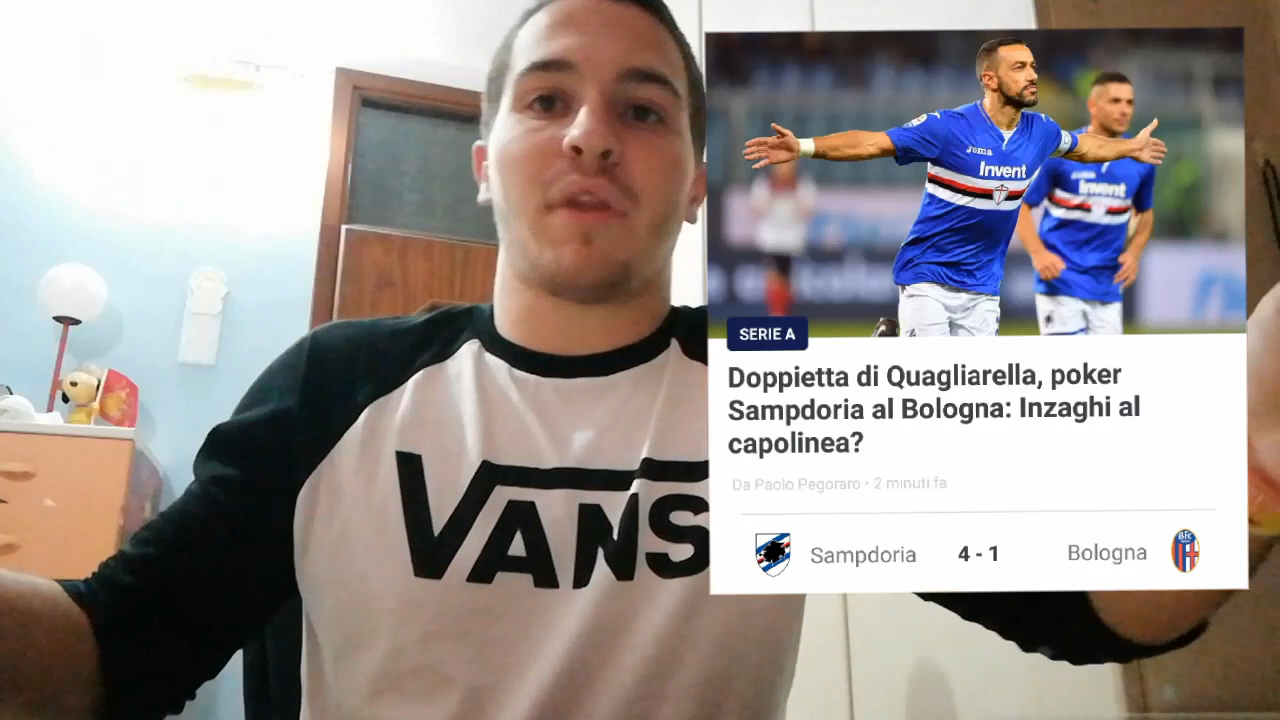 VANS
Joma
Invent
Invent
SERIE A
Doppietta di Quagliarella, poker
Sampdoria al Bologna: Inzaghi al
capolinea?
Da Paolo Pegoraro • 2 minuti fa
Sampdoria 4 - 1 Bologna
BFC